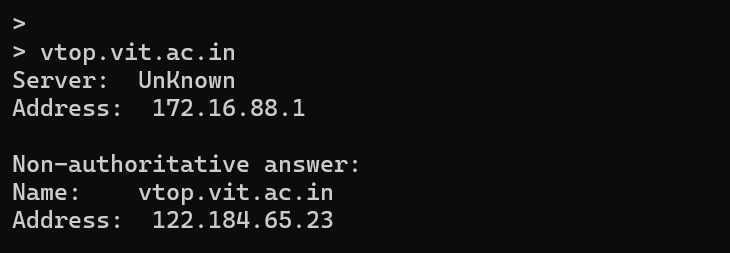 >
> vtop.vit.ac.in
Server:  UnKnown
Address:  172.16.88.1

Non-authoritative answer:
Name:    vtop.vit.ac.in
Address:  122.184.65.23